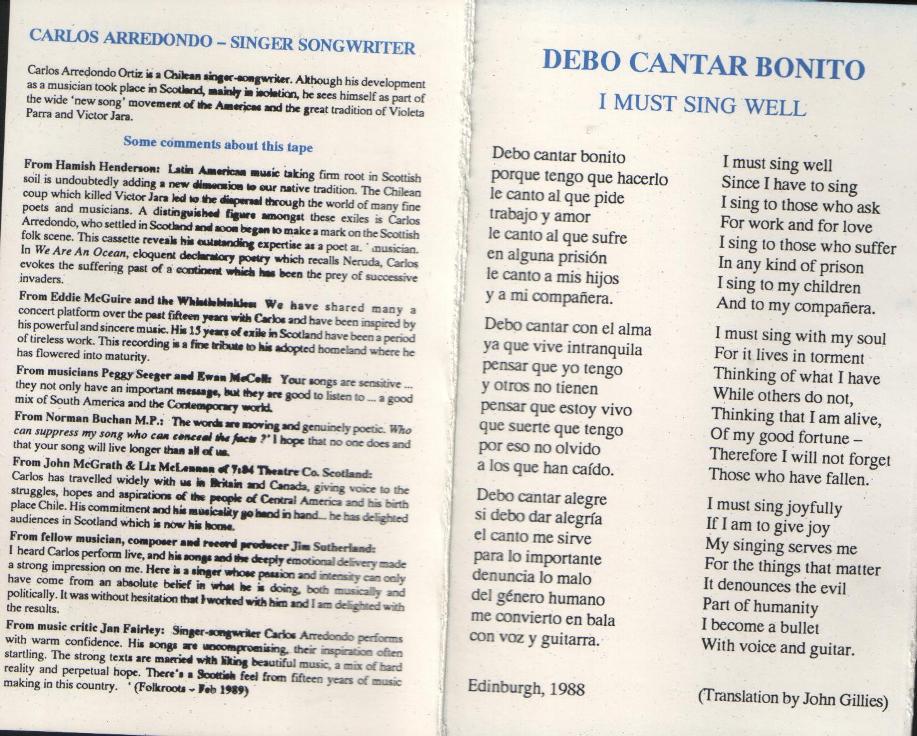 CARLOS ARREDONDO – SINGER SONGWRITER
Carlos Arredondo Ortiz is a Chilean singer-songwriter. Although his development
as a musician took place in Scotland, mainly in isolation, he sees himself as part of
the wide 'new song' movement of the Americas and the great tradition of Violeta
Parra and Victor Jara.
Some comments about this tape
From Hamish Henderson: Latin American music taking firm root in Scottish
soil is undoubtedly adding a new dimension to our native tradition. The Chilean
coup which killed Victor Jara led to the dispersal through the world of many fine
poets and musicians. A distinguished figure amongst these exiles is Carlos
Arredondo, who settled in Scotland and soon began to make a mark on the Scottish
folk scene. This cassette reveals his outstanding expertise as a poet musician.
In We Are An Ocean, eloquent declaratory poetry which recalls Neruda, Carlos
evokes the suffering past of a continent which has been the prey of successive
invaders.
From Eddie McGuire and the Whistlebinkies: We have shared many a
concert platform over the past fifteen years with Carlos and have been inspired by
his powerful and sincere music. His 15 years of exile in Scotland have been a period
of tireless work. This recording is a fine tribute to his adopted homeland where he
has flowered into maturity.
From musicians Peggy Seeger and Ewan McColl: Your songs are sensitive ...
they not only have an important message, but they are good to listen to ... a good
mix of South America and the Contemporary world.
From Norman Buchan M.P.: The words are moving and genuinely poetic. Who
can suppress my song who can conceal the facts ?' I hope that no one does and
that your song will live longer than all of us.
From John McGrath & Liz McLennan of 7:84 Theatre Co. Scotland:
Carlos has travelled widely with us in Britain and Canada, giving voice to the
struggles, hopes and aspirations of the people of Central America and his birth
place Chile. His commitment and his musicality go hand in hand... he has delighted
audiences in Scotland which is now his home.
From fellow musician, composer and record producer Jim Sutherland:
I heard Carlos perform live, and his songs and the deeply emotional delivery made
a strong impression on me. Here is a singer whose passion and intensity can only
have come from an absolute belief in what he is doing, both musically and
politically. It was without hesitation that I worked with him and I am delighted with
the results.
From music critic Jan Fairley: Singer-songwriter Carlos Arredondo performs
with warm confidence. His songs are uncompromising, their inspiration often
startling. The strong texts are married with liking beautiful music, a mix of hard
reality and perpetual hope. There's a Scottish feel from fifteen years of music
making in this country. ' (Folkroots - Feb 1989)
DEBO CANTAR BONITO
I MUST SING WELL
Debo cantar bonito
porque tengo que hacerlo
le canto al que pide
trabajo y amor
le canto al que sufre
en alguna prisión
le canto a mis hijos
y a mi compañera.
Debo cantar con el alma
ya que vive intranquila
pensar que yo tengo
y otros no tienen
pensar que estoy vivo
que suerte que tengo
por eso no olvido
a los que han caído.
Debo cantar alegre
si debo dar alegría
el canto me sirve
para lo importante
denuncia lo malo
del género humano
me convierto en bala
con voz y guitarra.
Edinburgh, 1988
I must sing well
Since I have to sing
I sing to those who ask
For work and for love
I sing to those who suffer
In any kind of prison
I sing to my children
And to my compañera.
I must sing with my soul
For it lives in torment
Thinking of what I have
While others do not,
Thinking that I am alive,
Of my good fortune –
Therefore I will not forget
Those who have fallen.
I must sing joyfully
If I am to give joy
My singing serves me
For the things that matter
It denounces the evil
Part of humanity
I become a bullet
With voice and guitar.
(Translation by John Gillies)